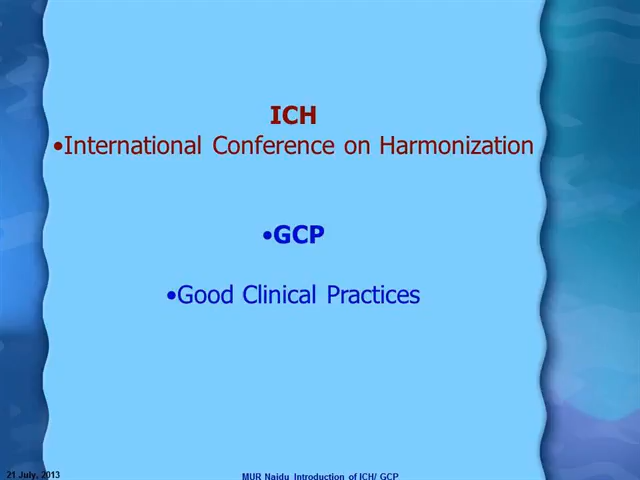 ICH
•International Conference on Harmonization
•GCP
•Good Clinical Practices
21 July, 2013
MUR Naidu Introduction of ICH/ GCP